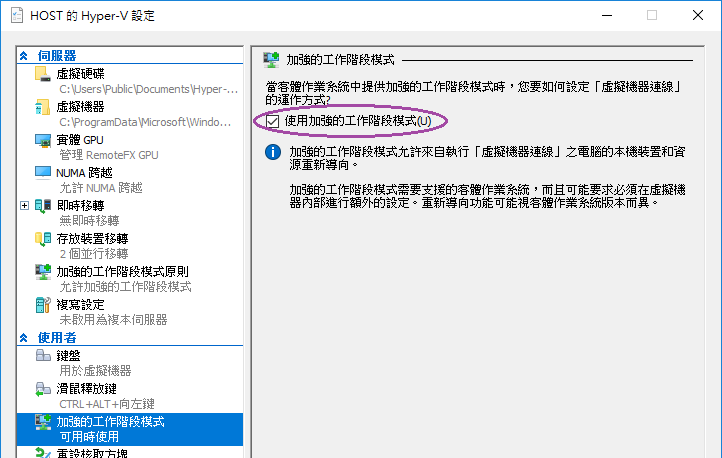 HOST 的 Hyper-V 設定
伺服器
虛擬硬碟
C:\Users\Public\Documents\Hyper-...
虛擬機器
C:\ProgramData\Microsoft\Windo...
實體 GPU
管理 RemoteFX GPU
NUMA 跨越
允許 NUMA 跨越
即時移轉
無即時移轉
存放裝置移轉
2 個並行移轉
加強的工作階段模式原則
允許加強的工作階段模式
複寫設定
未啟用為複本伺服器
使用者
鍵盤
用於虛擬機器
滑鼠釋放鍵
CTRL+ALT+向左鍵
加強的工作階段模式
可用時使用
重設核取方塊
加強的工作階段模式
當客體作業系統中提供加強的工作階段模式時，您要如何設定「虛擬機器連線」
的運作方式?
使用加強的工作階段模式(U)
加強的工作階段模式允許來自執行「虛擬機器連線」之電腦的本機裝置和資
源重新導向。
加強的工作階段模式需要支援的客體作業系統，而且可能要求必須在虛擬機
器內部進行額外的設定。重新導向功能可能視客體作業系統版本而異。